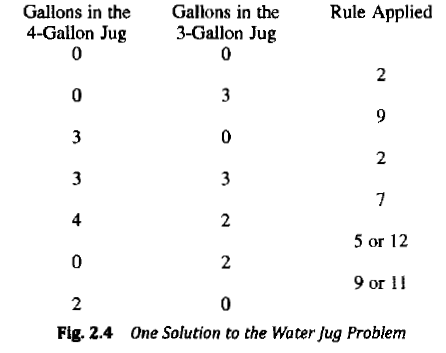 Gallons in the Gallons in the Rule Applied
4-Gallon Jug 3-Gallon Jug
0 0
2
0 3
9
3 0
2
3 3
7
4 2
5 or 12
0 2
9 or 11
2 0
Fig. 2.4 One Solution to the Water Jug Problem